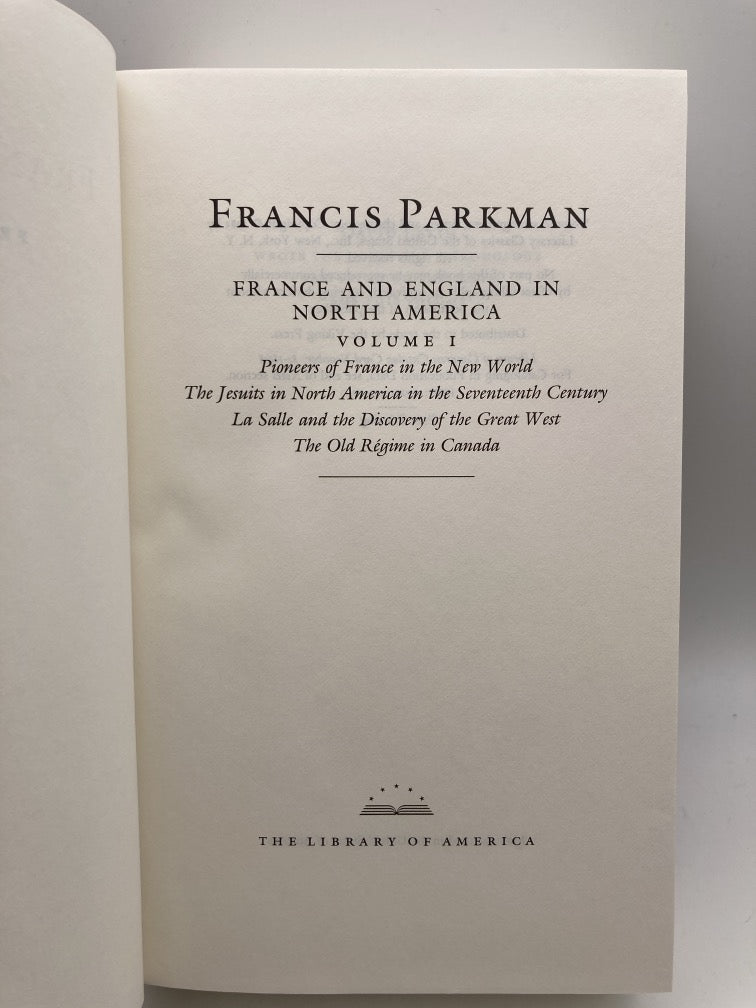 FRANCIS PARKMAN
FRANCE AND ENGLAND IN
NORTH AMERICA
VOLUME I
Pioneers of France in the New World
The Jesuits in North America in the Seventeenth Century
La Salle and the Discovery of the Great West
The Old Régime in Canada
THE LIBRARY OF AMERICA